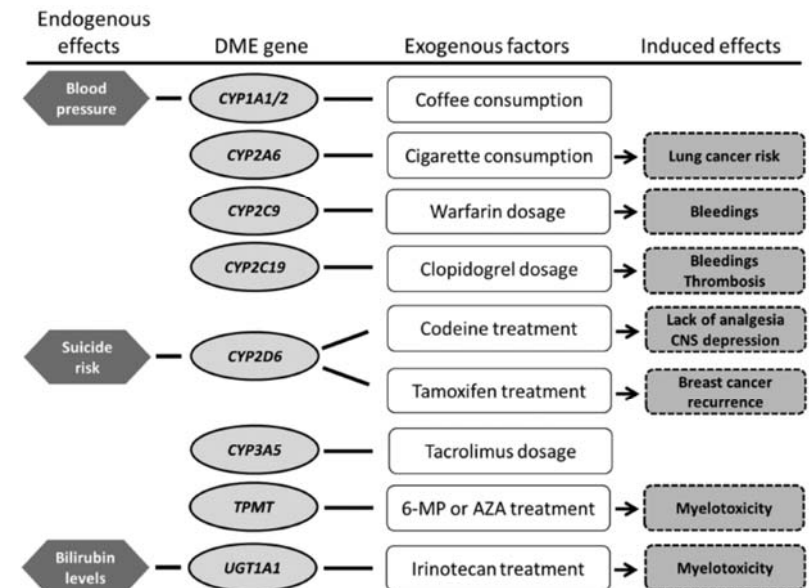 Endogenous
effects
DME gene
Exogenous factors
Induced effects
Blood
pressure
CYP1A1/2
Coffee consumption
CYP2A6
Cigarette consumption
Lung cancer risk
CYP2C9
Warfarin dosage
Bleedings
CYP2C19
Clopidogrel dosage
Bleedings
Thrombosis
Suicide
risk
CYP2D6
Codeine treatment
Lack of analgesia
CNS depression
Tamoxifen treatment
Breast cancer
recurrence
CYP3A5
Tacrolimus dosage
TPMT
6-MP or AZA treatment
Myelotoxicity
Bilirubin
levels
UGT1A1
Irinotecan treatment
Myelotoxicity